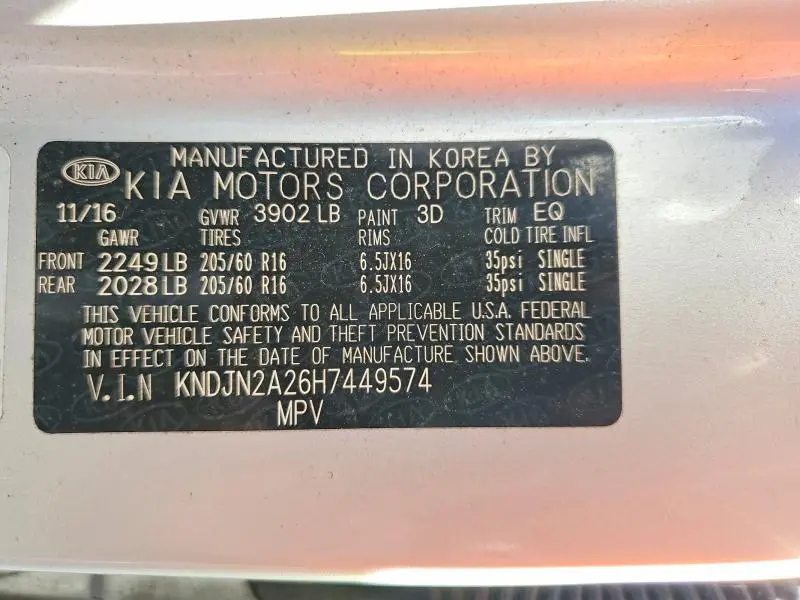 MANUFACTURED IN KOREA BY
KIA KIA MOTORS CORPORATION
11/16 GVWR 3902 LB PAINT 3D TRIM EQ
GAWR TIRES RIMS COLD TIRE INFL
FRONT 2249 LB 205/60 R16 6.5JX16 35psi SINGLE
REAR 2028 LB 205/60 R16 6.5JX16 35psi SINGLE
THIS VEHICLE CONFORMS TO ALL APPLICABLE U.S.A. FEDERAL
MOTOR VEHICLE SAFETY AND THEFT PREVENTION STANDARDS
IN EFFECT ON THE DATE OF MANUFACTURE SHOWN ABOVE.
V.I.N KNDJN2A26H7449574
MPV